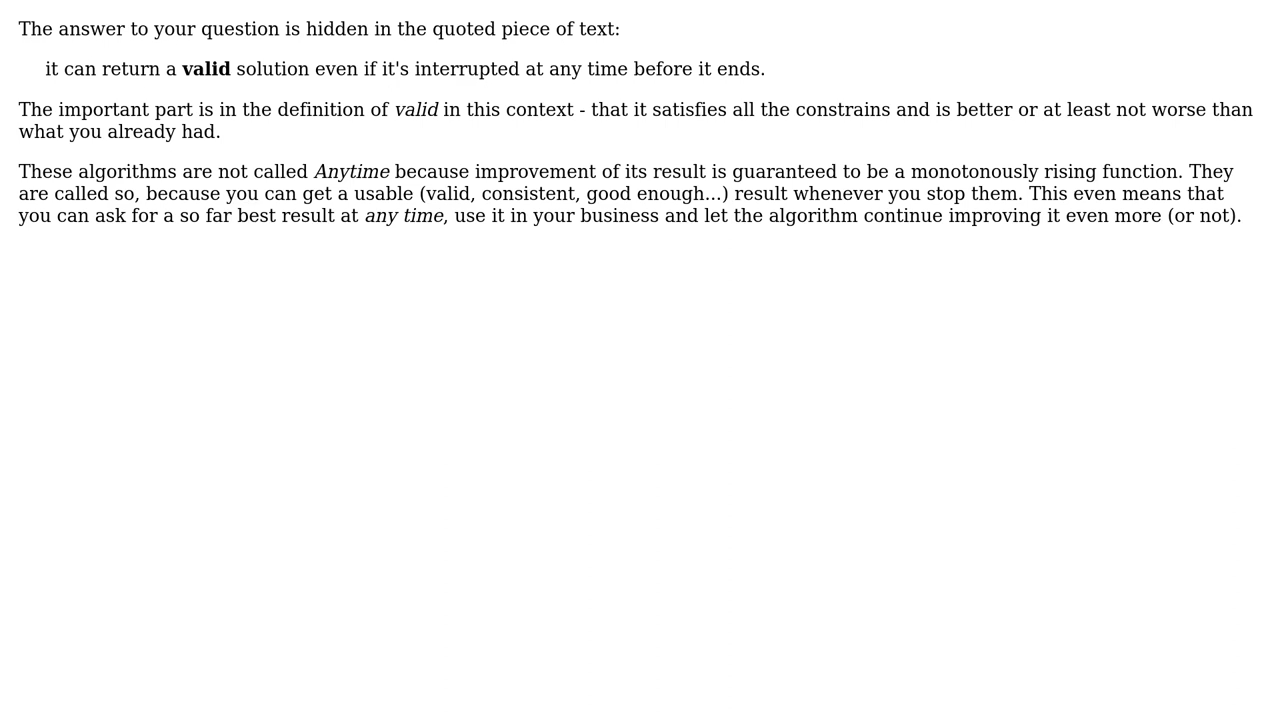 The answer to your question is hidden in the quoted piece of text:
it can return a valid solution even if it's interrupted at any time before it ends.
The important part is in the definition of valid in this context - that it satisfies all the constrains and is better or at least not worse than
what you already had.
These algorithms are not called Anytime because improvement of its result is guaranteed to be a monotonously rising function. They
are called so, because you can get a usable (valid, consistent, good enough...) result whenever you stop them. This even means that
you can ask for a so far best result at any time, use it in your business and let the algorithm continue improving it even more (or not).